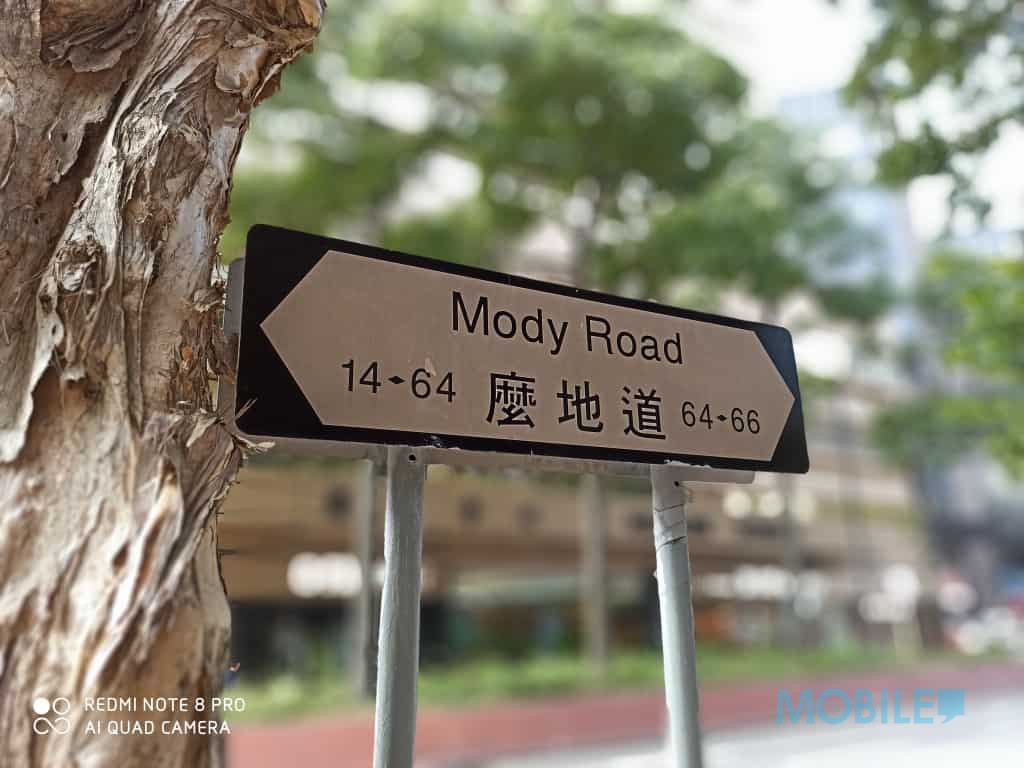 Mody Road
14 64 麼地道 64 66
REDMI NOTE 8 PRO
AI QUAD CAMERA
MOBILE